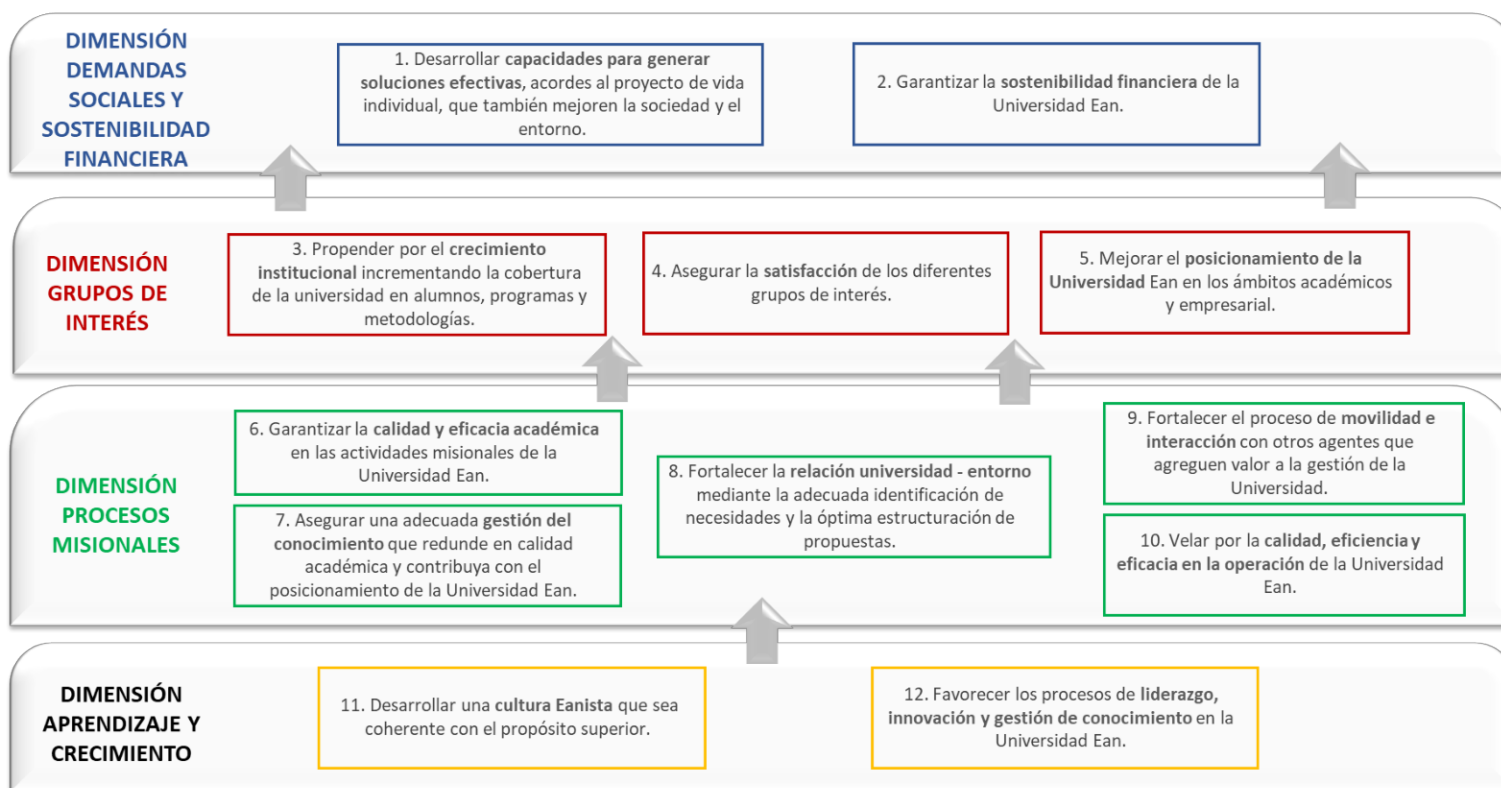 DIMENSIÓN
DEMANDAS
SOCIALES Y
SOSTENIBILIDAD
FINANCIERA
1. Desarrollar capacidades para generar
soluciones efectivas, acordes al proyecto de vida
individual, que también mejoren la sociedad y el
entorno.
2. Garantizar la sostenibilidad financiera de la
Universidad Ean.
DIMENSIÓN
GRUPOS DE
INTERÉS
3. Propender por el crecimiento
institucional incrementando la cobertura
de la universidad en alumnos, programas y
metodologías.
4. Asegurar la satisfacción de los diferentes
grupos de interés.
5. Mejorar el posicionamiento de la
Universidad Ean en los ámbitos académicos
y empresarial.
DIMENSIÓN
PROCESOS
MISIONALES
6. Garantizar la calidad y eficacia académica
en las actividades misionales de la
Universidad Ean.
7. Asegurar una adecuada gestión del
conocimiento que redunde en calidad
académica y contribuya con el
posicionamiento de la Universidad Ean.
8. Fortalecer la relación universidad - entorno
mediante la adecuada identificación de
necesidades y la óptima estructuración de
propuestas.
9. Fortalecer el proceso de movilidad e
interacción con otros agentes que
agreguen valor a la gestión de la
Universidad.
10. Velar por la calidad, eficiencia y
eficacia en la operación de la Universidad
Ean.
DIMENSIÓN
APRENDIZAJE Y
CRECIMIENTO
11. Desarrollar una cultura Eanista que sea
coherente con el propósito superior.
12. Favorecer los procesos de liderazgo,
innovación y gestión de conocimiento en la
Universidad Ean.